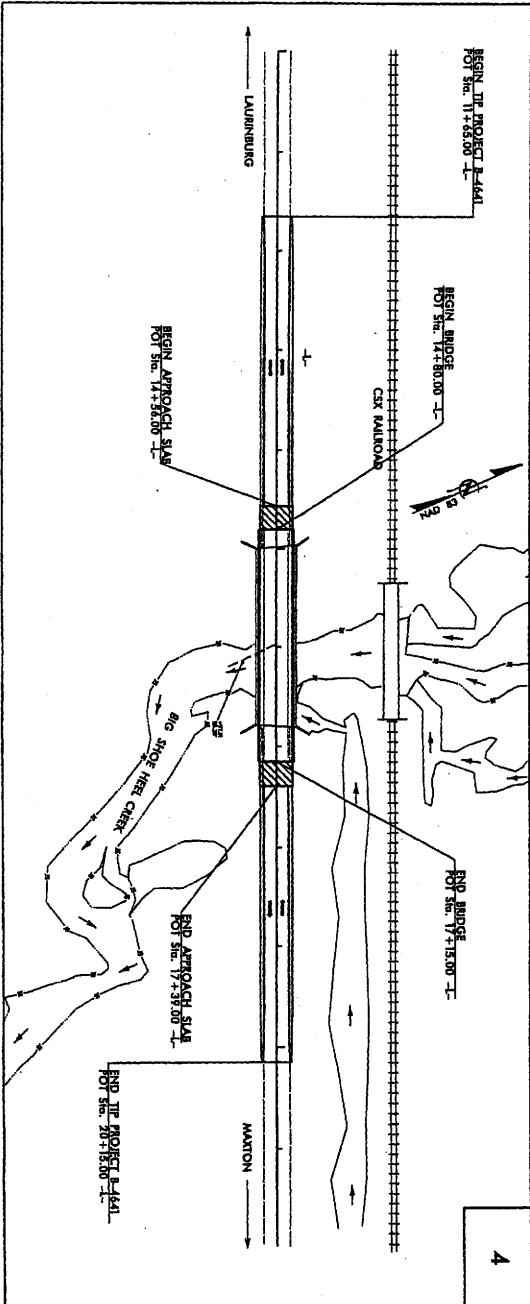 4
BEGIN TIP PROJECT B-4641
POT Sta. 11+65.00 -L-
BEGIN BRIDGE
POT Sta. 14+80.00 -L-
CSX RAILROAD
NAD 83
LAURINBURG
-L-
BEGIN APPROACH SLAB
POT Sta. 14+56.00 -L-
BIG SHOE HEEL CREEK
END BRIDGE
POT Sta. 17+15.00 -L-
END APPROACH SLAB
POT Sta. 17+39.00 -L-
MAXTON
END TIP PROJECT B-4641
POT Sta. 20+15.00 -L-